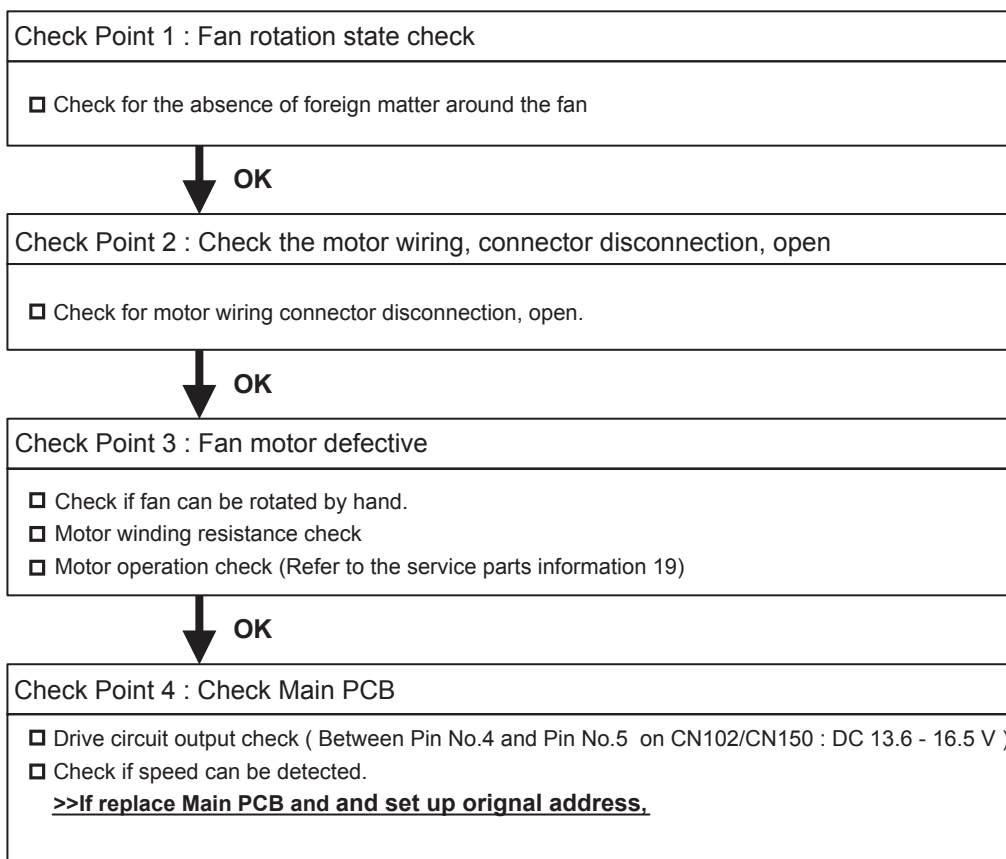 Check Point 1 : Fan rotation state check
Check for the absence of foreign matter around the fan
OK
Check Point 2 : Check the motor wiring, connector disconnection, open
Check for motor wiring connector disconnection, open.
OK
Check Point 3 : Fan motor defective
Check if fan can be rotated by hand.
Motor winding resistance check
Motor operation check (Refer to the service parts information 19)
OK
Check Point 4 : Check Main PCB
Drive circuit output check ( Between Pin No.4 and Pin No.5 on CN102/CN150 : DC 13.6 - 16.5 V )
Check if speed can be detected.
>>If replace Main PCB and and set up orignal address,